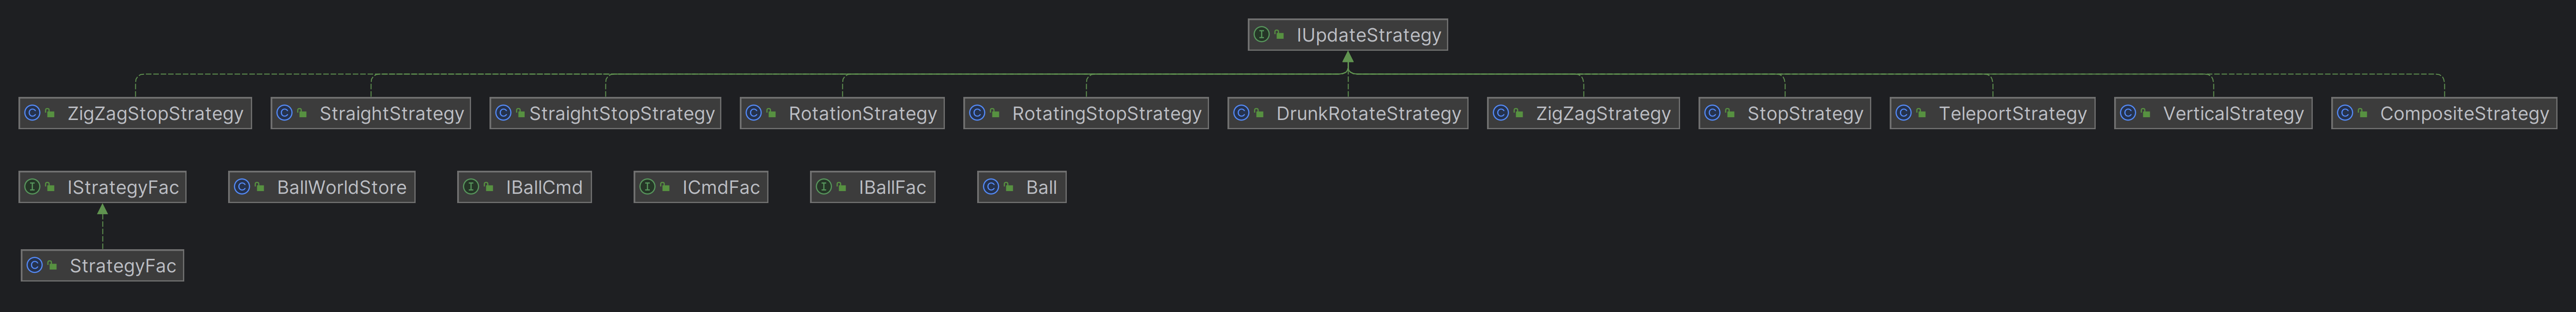 IUpdateStrategy
ZigZagStopStrategy StraightStrategy StraightStopStrategy RotationStrategy RotatingStopStrategy DrunkRotateStrategy ZigZagStrategy StopStrategy TeleportStrategy VerticalStrategy CompositeStrategy
IStrategyFac BallWorldStore IBallCmd ICmdFac IBallFac Ball
StrategyFac